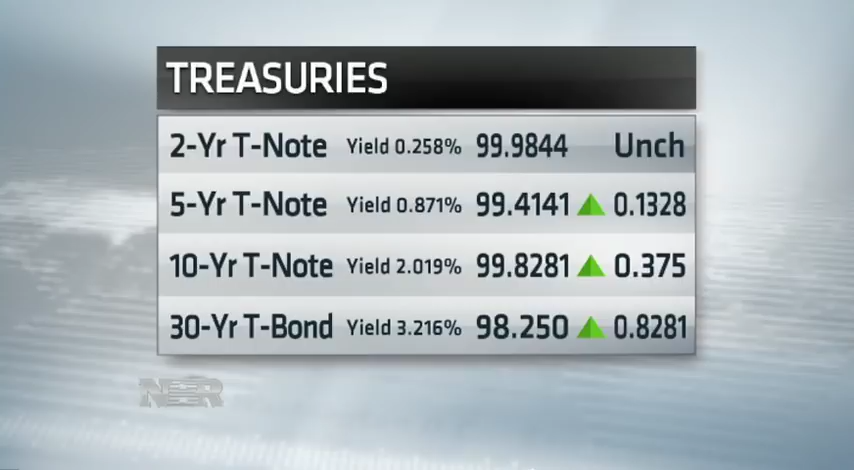 TREASURIES
2-Yr T-Note Yield 0.258% 99.9844 Unch
5-Yr T-Note Yield 0.871% 99.4141 0.1328
10-Yr T-Note Yield 2.019% 99.8281 0.375
30-Yr T-Bond Yield 3.216% 98.250 0.8281
NBR